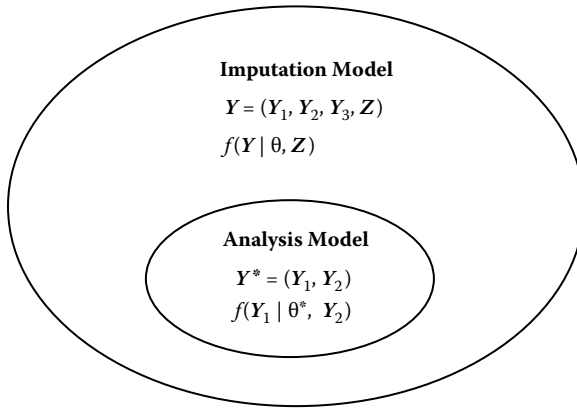 Imputation Model
Y = (Y₁, Y₂, Y₃, Z)
f(Y | θ, Z)
Analysis Model
Y* = (Y₁, Y₂)
f(Y₁ | θ*, Y₂)